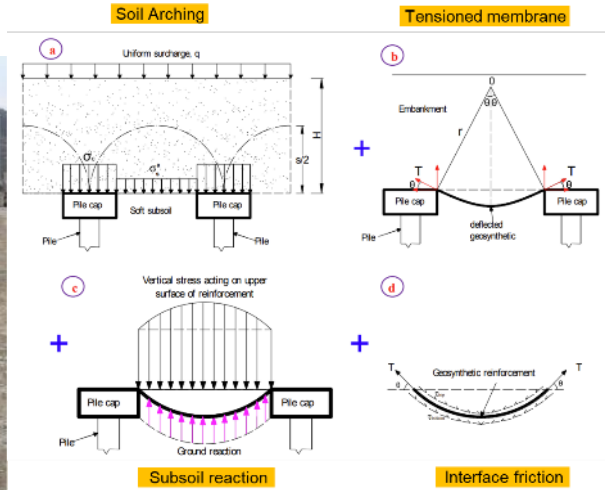 Soil Arching
Tensioned membrane
a
Uniform surcharge, q
H
s/2
Pile cap
Pile cap
Soft subsoil
Pile
Pile
+
b
0
θ
θ
Embankment
r
T
T
θ
θ
Pile cap
Pile cap
Pile
deflected
geosynthetic
+
c
Vertical stress acting on upper
surface of reinforcement
Pile cap
Pile cap
Pile
Ground reaction
+
d
T
T
Geosynthetic reinforcement
θ
Subsoil reaction
Interface friction